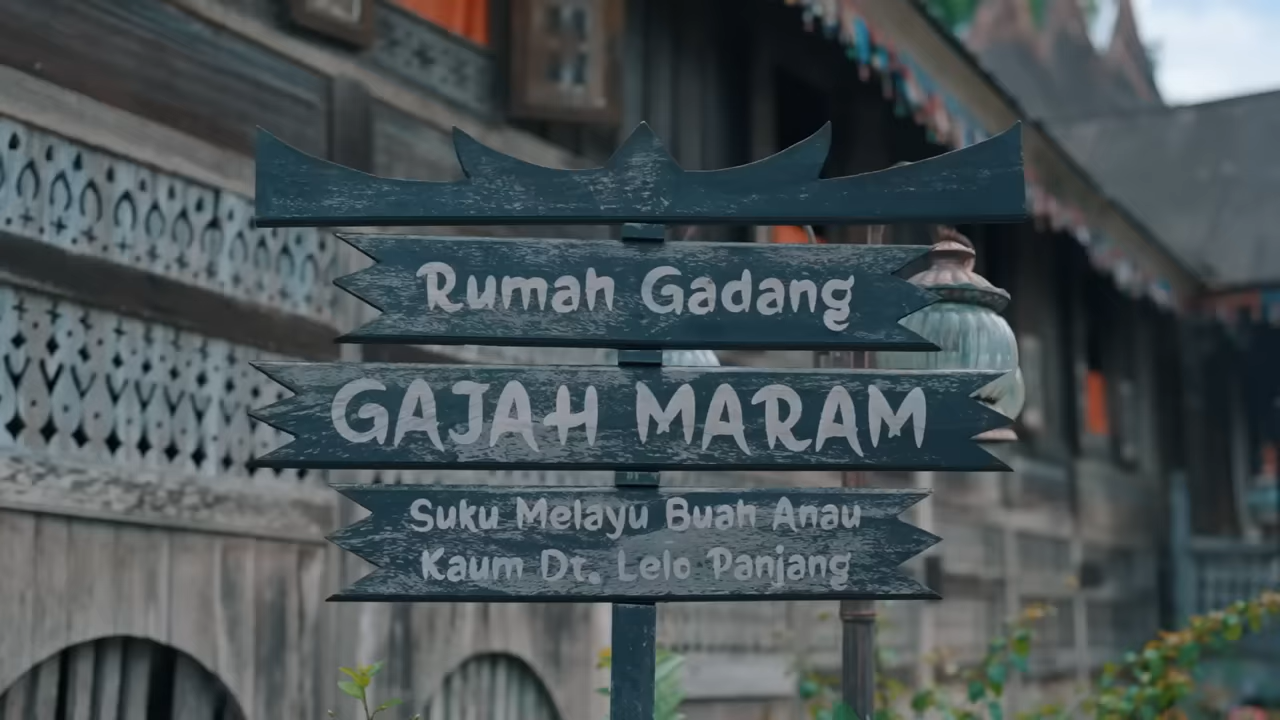 Rumah Gadang
GAJAH MARAM
Suku Melayu Buah Anau
Kaum Dt. Lelo Panjang